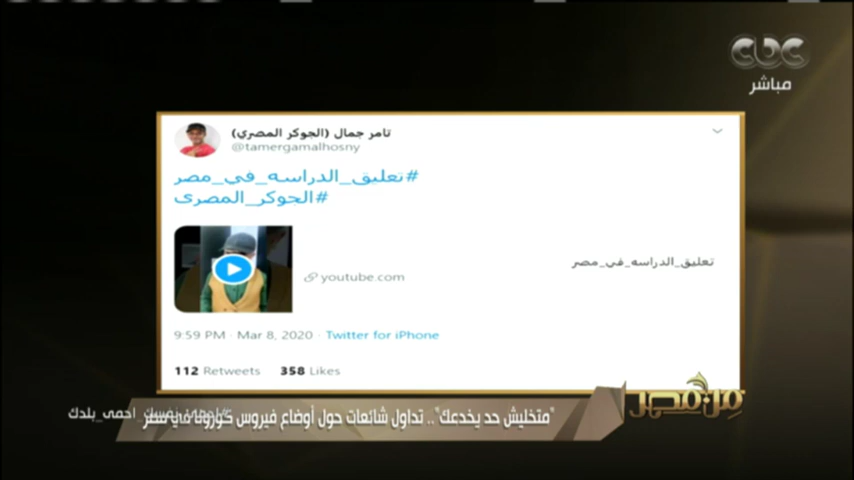 cbc
مباشر
تامر جمال (الجوكر المصري)
@tamergamalhosny
#تعليق_الدراسه_في_مصر
#الجوكر_المصرى
youtube.com
تعليق_الدراسه_في_مصر
9:59 PM · Mar 8, 2020 · Twitter for iPhone
112 Retweets 358 Likes
من مصر
"متخليش حد يخدعك".. تداول شائعات حول أوضاع فيروس كورونا في مصر
احمي_بلدك